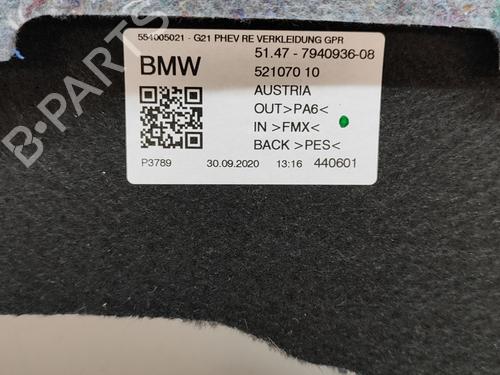 554005021 - G21 PHEV RE VERKLEIDUNG GPR
BMW
51.47 - 7940936-08
521070 10
AUSTRIA
OUT>PA6<
IN >FMX<
BACK >PES<
P3789 30.09.2020 13:16 440601
B-Parts